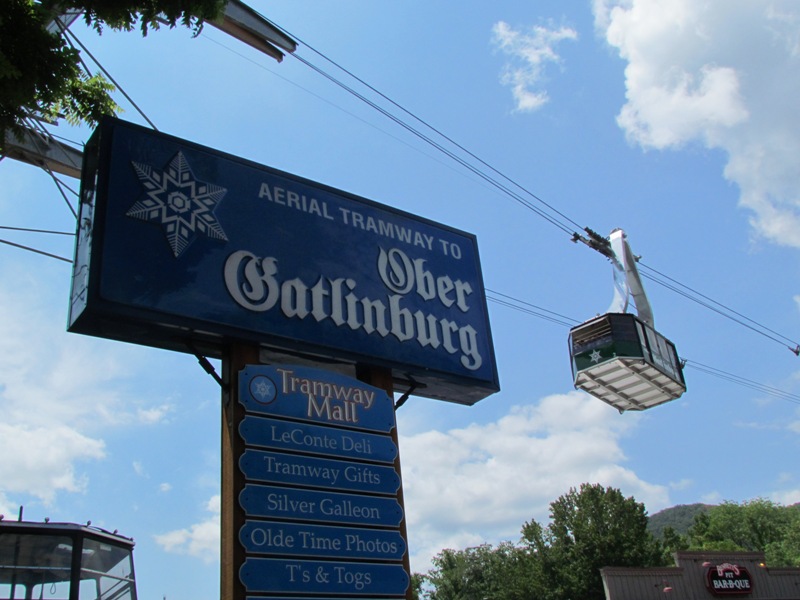 AERIAL TRAMWAY TO
Ober
Gatlinburg
Tramway
Mall
LeConte Deli
Tramway Gifts
Silver Galleon
Olde Time Photos
T's & Togs
PIT
BAR-B-QUE